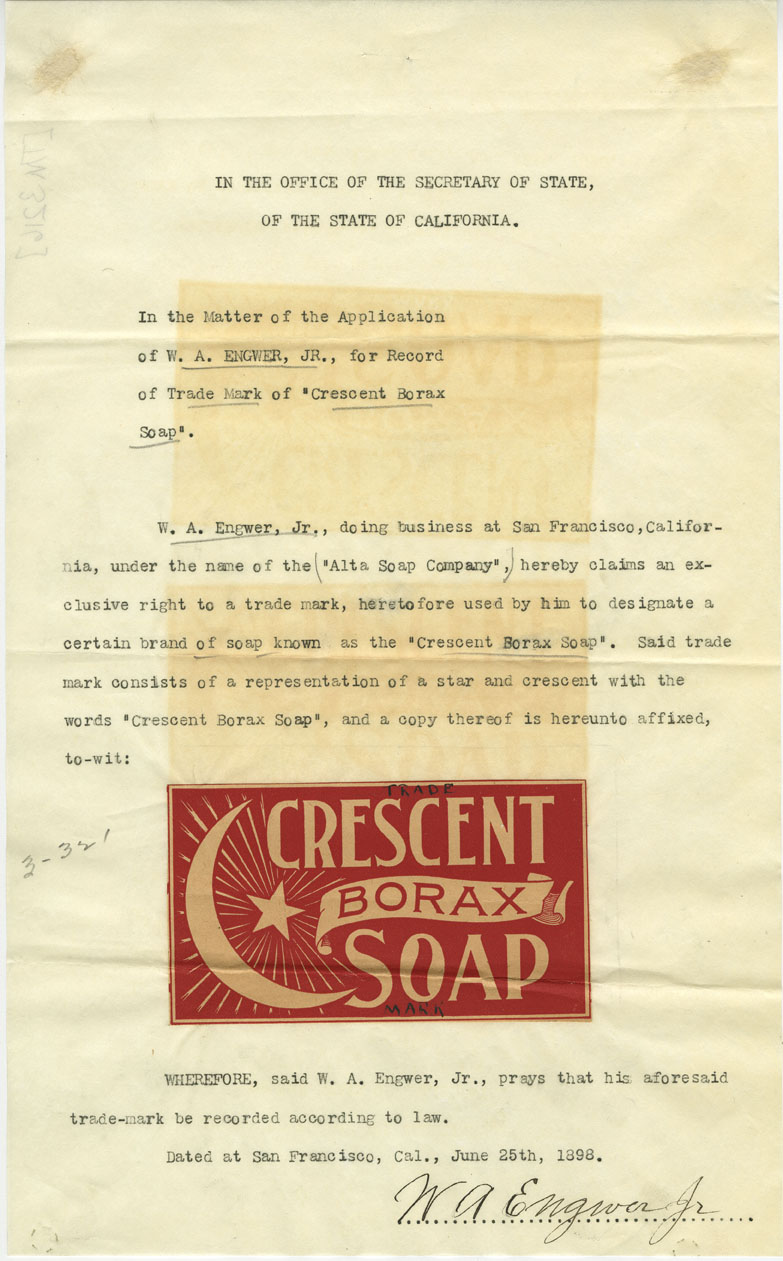 IN THE OFFICE OF THE SECRETARY OF STATE,
OF THE STATE OF CALIFORNIA.
In the Matter of the Application
of W. A. ENGWER, JR., for Record
of Trade Mark of "Crescent Borax
Soap".
W. A. Engwer, Jr., doing business at San Francisco,Califor-
nia, under the name of the ("Alta Soap Company",) hereby claims an ex-
clusive right to a trade mark, heretofore used by him to designate a
certain brand of soap known as the "Crescent Borax Soap". Said trade
mark consists of a representation of a star and crescent with the
words "Crescent Borax Soap", and a copy thereof is hereunto affixed,
to-wit:
TRADE
CRESCENT
BORAX
SOAP
MARK
WHEREFORE, said W. A. Engwer, Jr., prays that his aforesaid
trade-mark be recorded according to law.
Dated at San Francisco, Cal., June 25th, 1898.
W A Engwer Jr